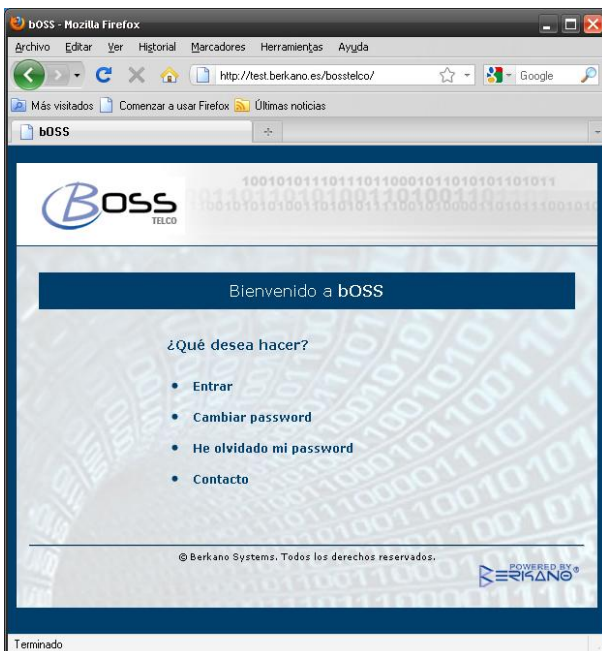 bOSS - Mozilla Firefox
Archivo Editar Ver Historial Marcadores Herramientas Ayuda
http://test.berkano.es/bosstelco/
Google
Más visitados Comenzar a usar Firefox Últimas noticias
bOSS
BOSS
TELCO
Bienvenido a bOSS
¿Qué desea hacer?
• Entrar
• Cambiar password
• He olvidado mi password
• Contacto
© Berkano Systems. Todos los derechos reservados.
POWERED BY
BERKANO®
Terminado